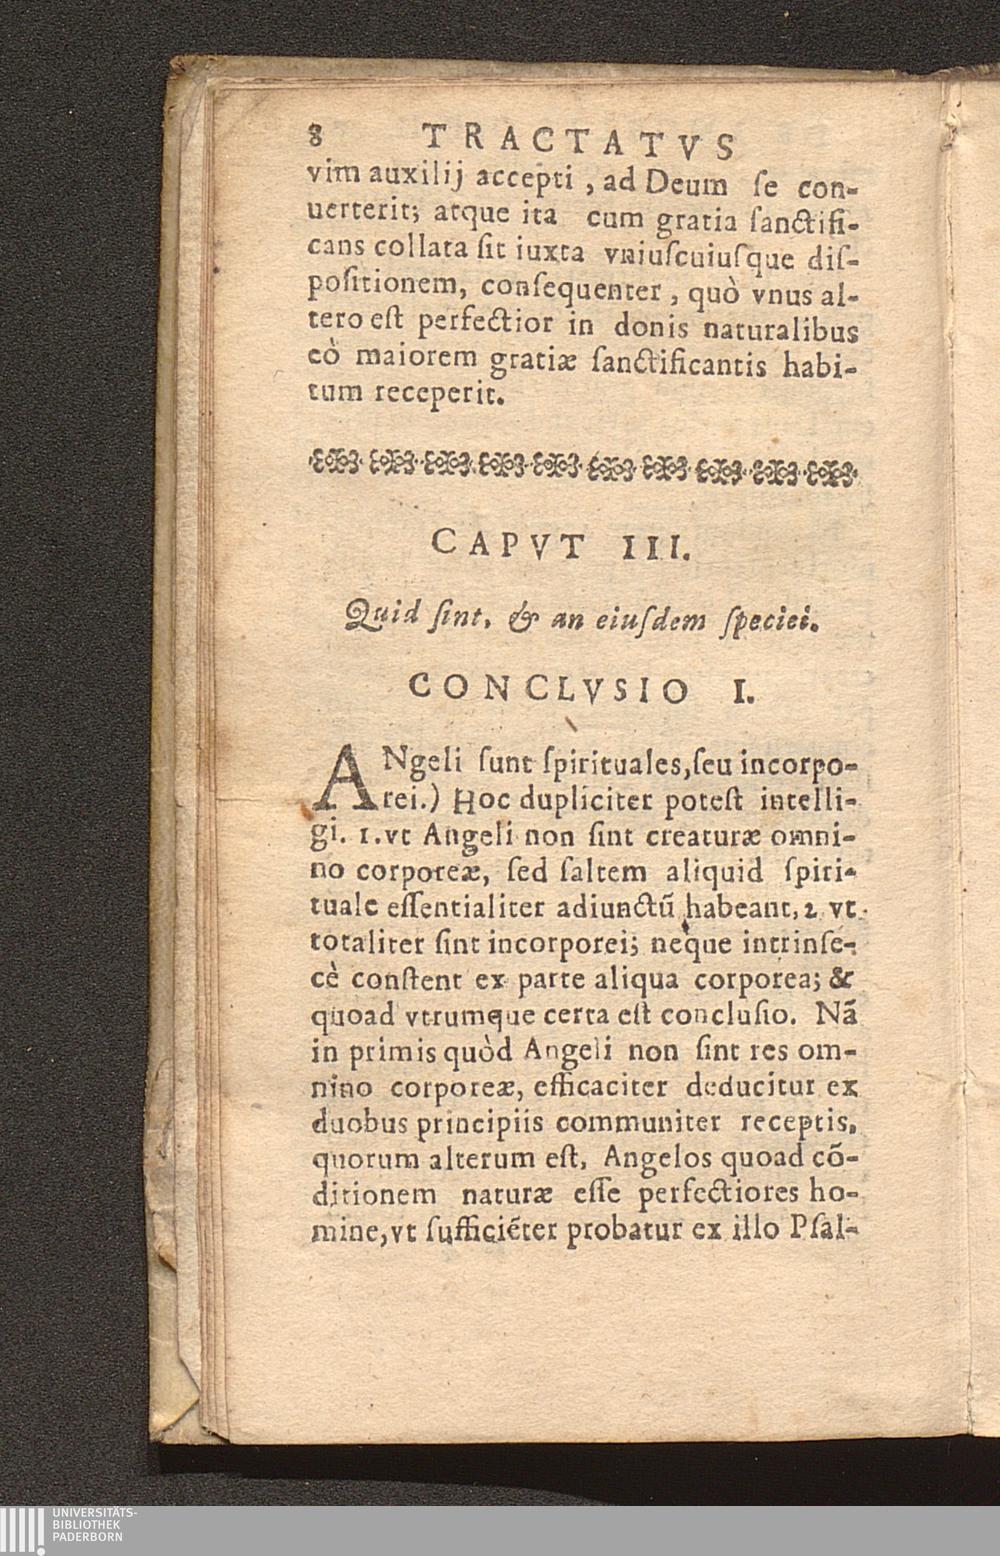 8 TRACTATVS
vim auxilij accepti, ad Deum ſe con-
uerterit; atque ita cum gratia ſanctifi-
cans collata ſit iuxta vniuſcuiuſque diſ-
poſitionem, conſequenter, quò vnus al-
tero eſt perfectior in donis naturalibus
eò maiorem gratiæ ſanctificantis habi-
tum receperit.
CAPVT III.
Quid ſint, & an eiuſdem ſpeciei.
CONCLVSIO I.
ANgeli ſunt ſpirituales, ſeu incorpo-
rei.) Hoc dupliciter poteſt intelli-
gi. 1. vt Angeli non ſint creaturæ omni-
no corporeæ, ſed ſaltem aliquid ſpiri-
tuale eſſentialiter adiunctũ habeant, 2 vt
totaliter ſint incorporei; neque intrinſe-
cè conſtent ex parte aliqua corporea; &
quoad vtrumque certa eſt concluſio. Nã
in primis quòd Angeli non ſint res om-
nino corporeæ, efficaciter deducitur ex
duobus principiis communiter receptis,
quorum alterum eſt, Angelos quoad cõ-
ditionem naturæ eſſe perfectiores ho-
mine, vt ſufficiẽter probatur ex illo Pſal-
UNIVERSITÄTS-
BIBLIOTHEK
PADERBORN